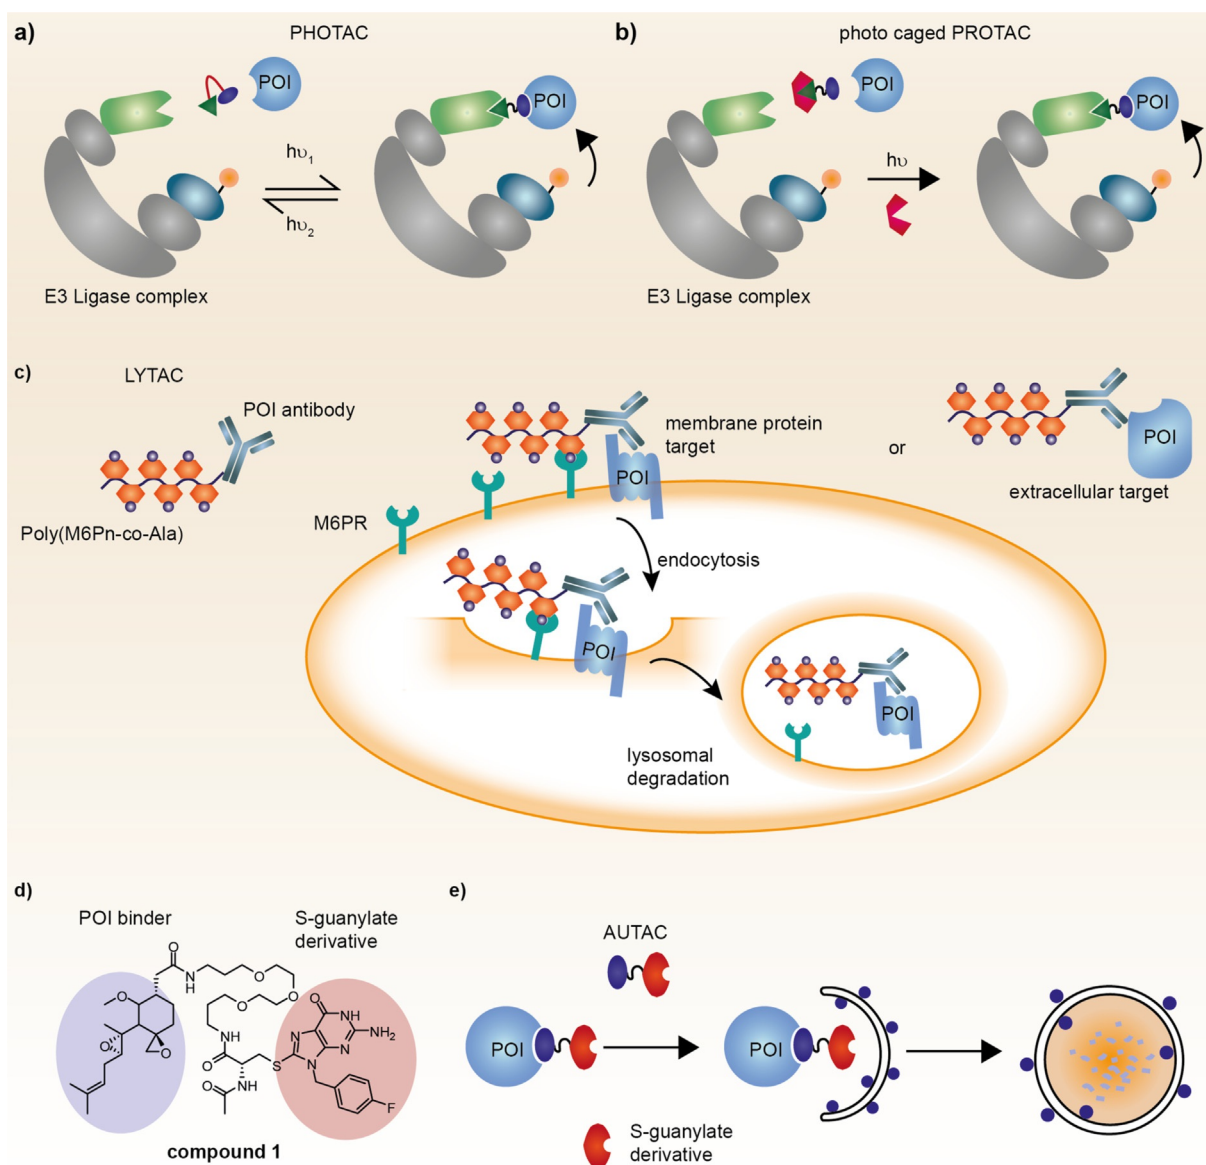 a)
PHOTAC
POI
POI
hυ1
hυ2
E3 Ligase complex
b)
photo caged PROTAC
POI
POI
hυ
E3 Ligase complex
c)
LYTAC
POI antibody
Poly(M6Pn-co-Ala)
M6PR
membrane protein
target
POI
or
POI
extracellular target
endocytosis
POI
lysosomal
degradation
POI
d)
POI binder
S-guanylate
derivative
O
N
H
O
O
O
O
O
O
NH
O
NH
O
S
O
NH
N
N
N
N
NH2
F
compound 1
e)
AUTAC
POI
POI
S-guanylate
derivative